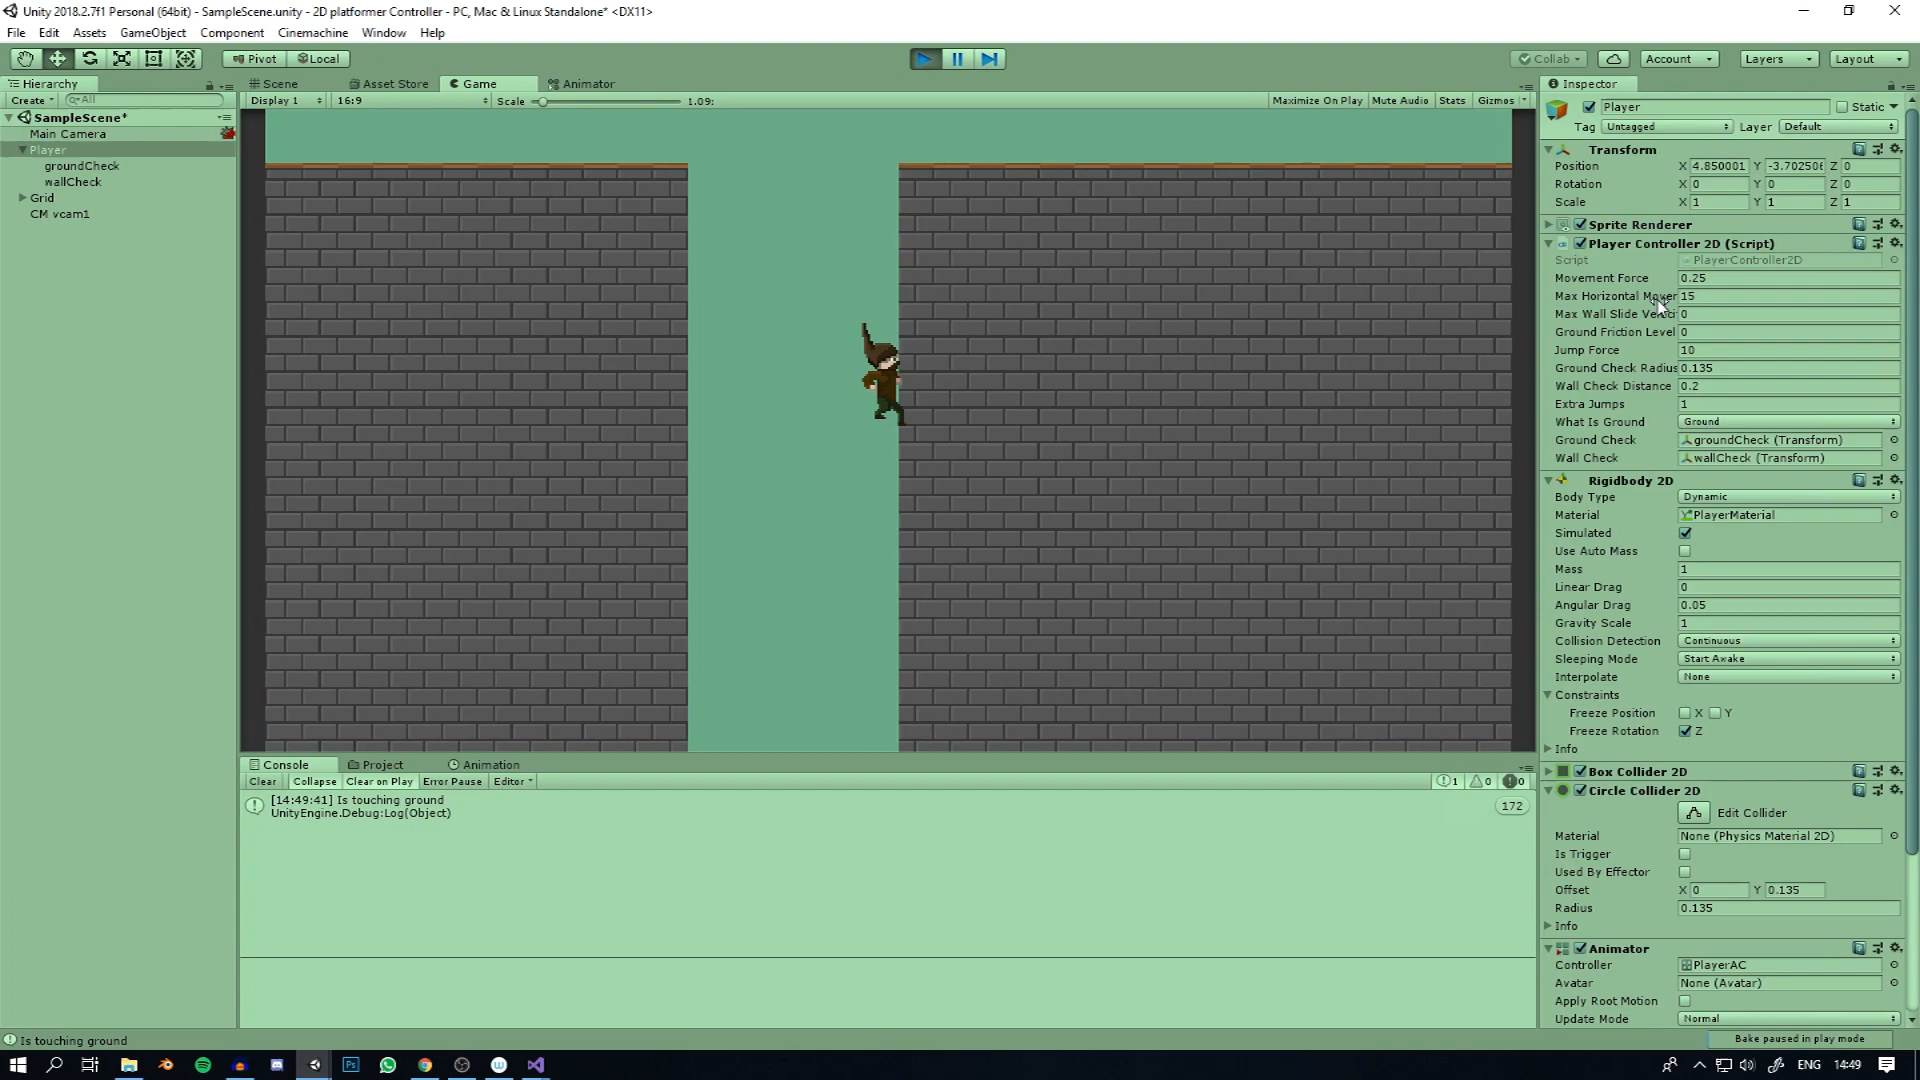 Unity 2018.2.7f1 Personal (64bit) - SampleScene.unity - 2D platformer Controller - PC, Mac & Linux Standalone* <DX11>
File Edit Assets GameObject Component Cinemachine Window Help
Pivot Local
Collab Account Layers Layout
Hierarchy
Scene Asset Store Game Animator
Inspector
Create All
Display 1 16:9 Scale 1.09: Maximize On Play Mute Audio Stats Gizmos
SampleScene*
Main Camera
Player
groundCheck
wallCheck
Grid
CM vcam1
Player Static
Tag Untagged Layer Default
Transform
Position X 4.850001 Y -3.70250 Z 0
Rotation X 0 Y 0 Z 0
Scale X 1 Y 1 Z 1
Sprite Renderer
Player Controller 2D (Script)
Script PlayerController2D
Movement Force 0.25
Max Horizontal 15
Max Wall Slide Veloci 0
Ground Friction Level 0
Jump Force 10
Ground Check Radius 0.135
Wall Check Distance 0.2
Extra Jumps 1
What Is Ground Ground
Ground Check groundCheck (Transform)
Wall Check wallCheck (Transform)
Rigidbody 2D
Body Type Dynamic
Material PlayerMaterial
Simulated
Use Auto Mass
Mass 1
Linear Drag 0
Angular Drag 0.05
Gravity Scale 1
Collision Detection Continuous
Sleeping Mode Start Awake
Interpolate None
Constraints
Freeze Position X Y
Freeze Rotation Z
Info
Box Collider 2D
Circle Collider 2D
Edit Collider
Material None (Physics Material 2D)
Is Trigger
Used By Effector
Offset X 0 Y 0.135
Radius 0.135
Info
Animator
Controller PlayerAC
Avatar None (Avatar)
Apply Root Motion
Update Mode Normal
Console Project Animation
Clear Collapse Clear on Play Error Pause Editor 1 0 0
[14:49:41] Is touching ground
UnityEngine.Debug:Log(Object)
172
Is touching ground
Bake paused in play mode
ENG 14:49